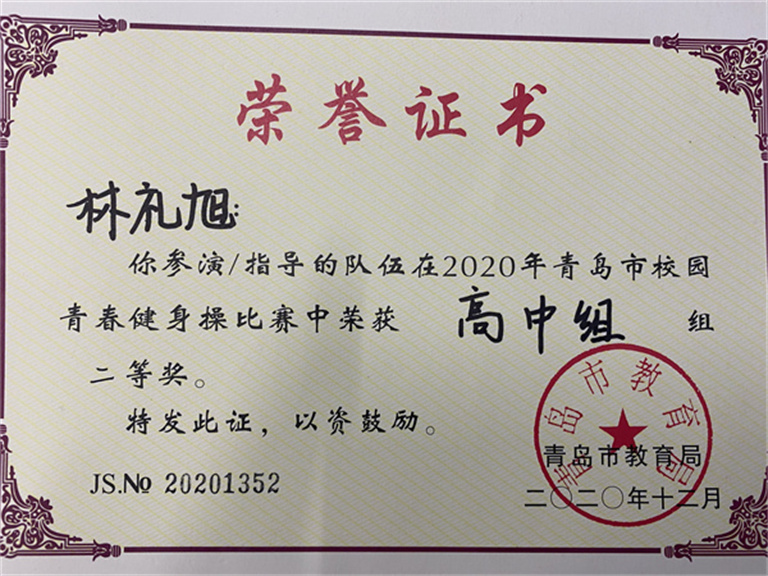 荣誉证书
林礼旭:
你参演/指导的队伍在2020年青岛市校园
青春健身操比赛中荣获 高中组 组
二等奖。
特发此证，以资鼓励。
青岛市教育局
青岛市教育局
JS.№ 20201352
二〇二〇年十二月